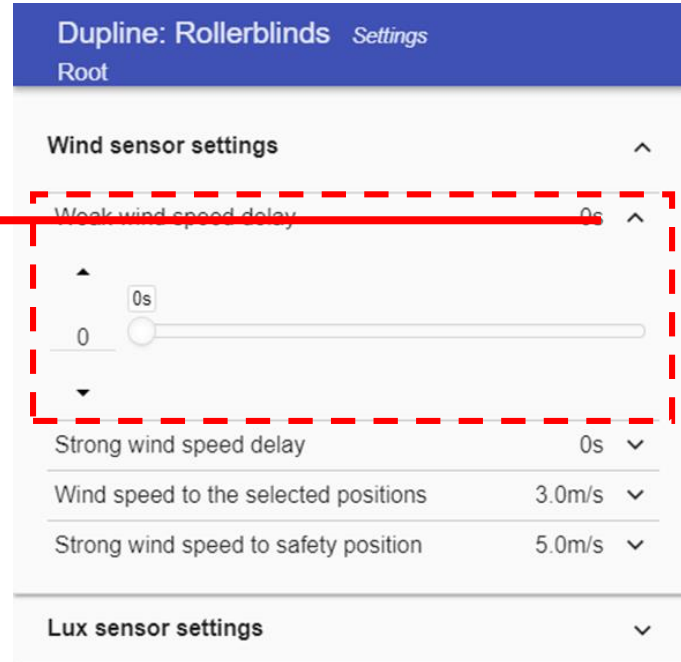 Dupline: Rollerblinds Settings
Root
Wind sensor settings
Weak wind speed delay 0s
0s
0
Strong wind speed delay 0s
Wind speed to the selected positions 3.0m/s
Strong wind speed to safety position 5.0m/s
Lux sensor settings